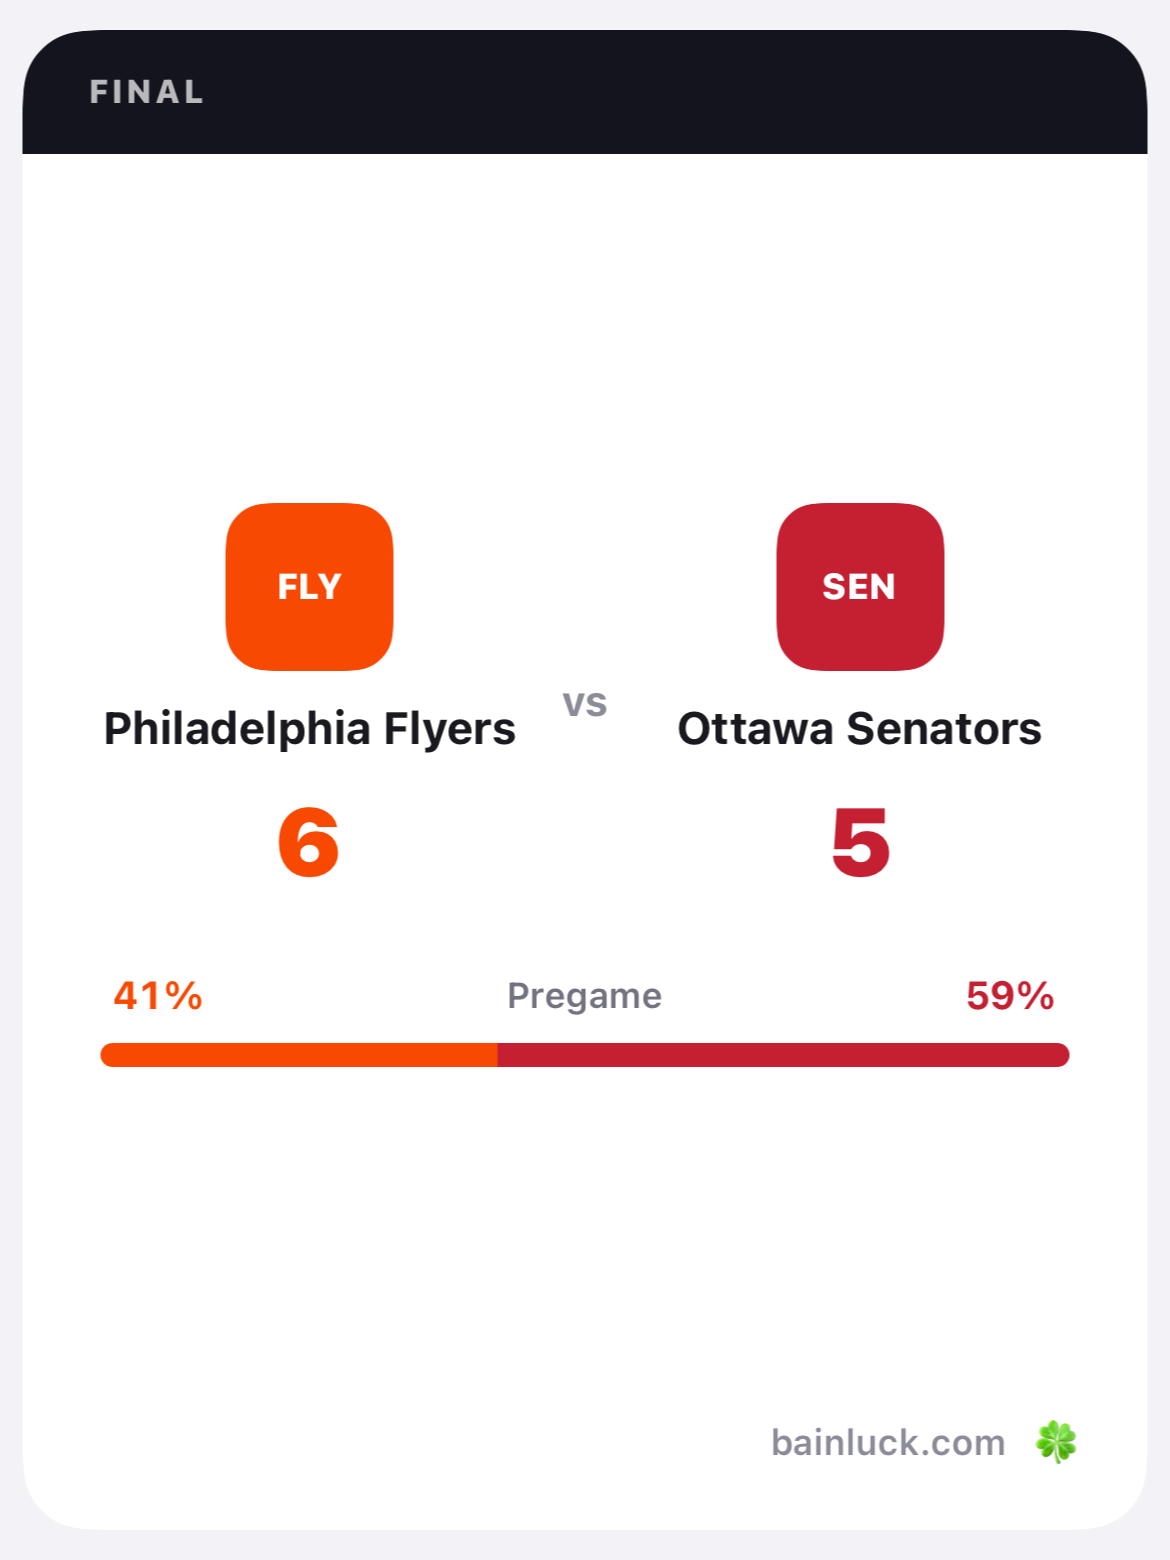 FINAL
FLY
SEN
vs
Philadelphia Flyers
Ottawa Senators
6
5
41%
Pregame
59%
bainluck.com 🍀